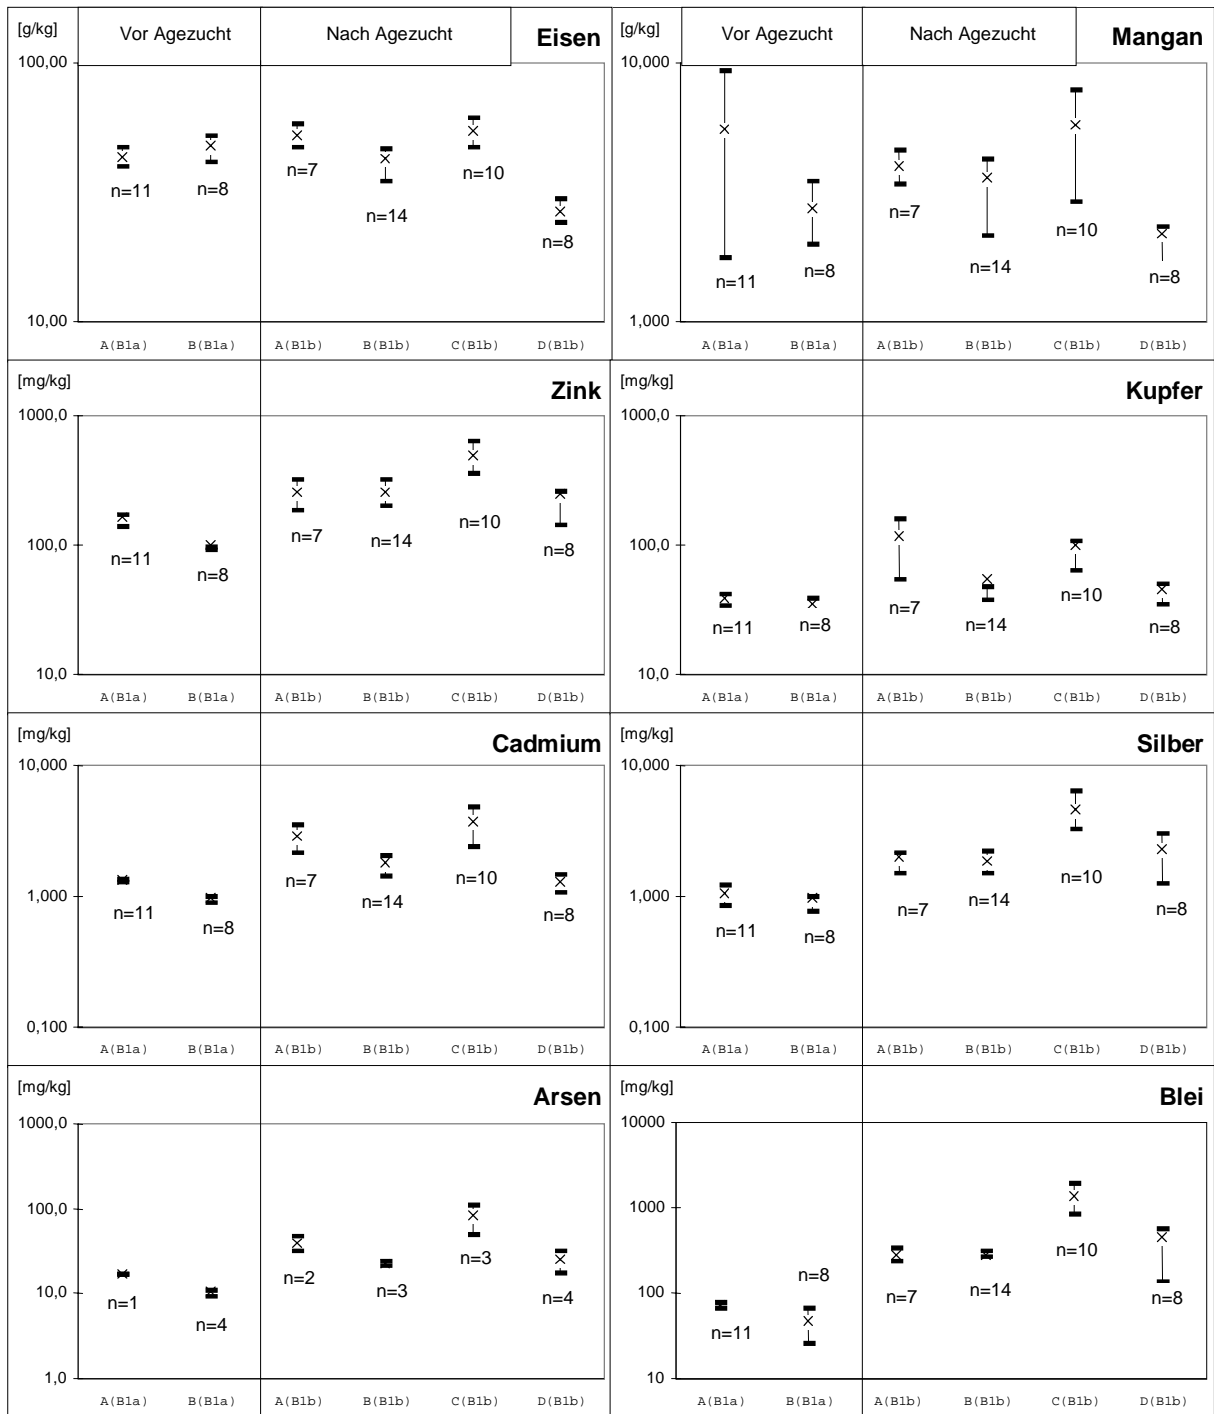 [g/kg] Vor Agezucht Nach Agezucht Eisen
100,00
n=11 n=8 n=7 n=14 n=10 n=8
10,00
A(B1a) B(B1a) A(B1b) B(B1b) C(B1b) D(B1b)
[g/kg] Vor Agezucht Nach Agezucht Mangan
10,000
n=11 n=8 n=7 n=14 n=10 n=8
1,000
A(B1a) B(B1a) A(B1b) B(B1b) C(B1b) D(B1b)
[mg/kg] Zink
1000,0
100,0
n=11 n=8 n=7 n=14 n=10 n=8
10,0
A(B1a) B(B1a) A(B1b) B(B1b) C(B1b) D(B1b)
[mg/kg] Kupfer
1000,0
100,0
n=11 n=8 n=7 n=14 n=10 n=8
10,0
A(B1a) B(B1a) A(B1b) B(B1b) C(B1b) D(B1b)
[mg/kg] Cadmium
10,000
1,000
n=11 n=8 n=7 n=14 n=10 n=8
0,100
A(B1a) B(B1a) A(B1b) B(B1b) C(B1b) D(B1b)
[mg/kg] Silber
10,000
1,000
n=11 n=8 n=7 n=14 n=10 n=8
0,100
A(B1a) B(B1a) A(B1b) B(B1b) C(B1b) D(B1b)
[mg/kg] Arsen
1000,0
100,0
10,0
n=1 n=4 n=2 n=3 n=3 n=4
1,0
A(B1a) B(B1a) A(B1b) B(B1b) C(B1b) D(B1b)
[mg/kg] Blei
10000
1000
100
n=11 n=8 n=7 n=14 n=10 n=8
10
A(B1a) B(B1a) A(B1b) B(B1b) C(B1b) D(B1b)